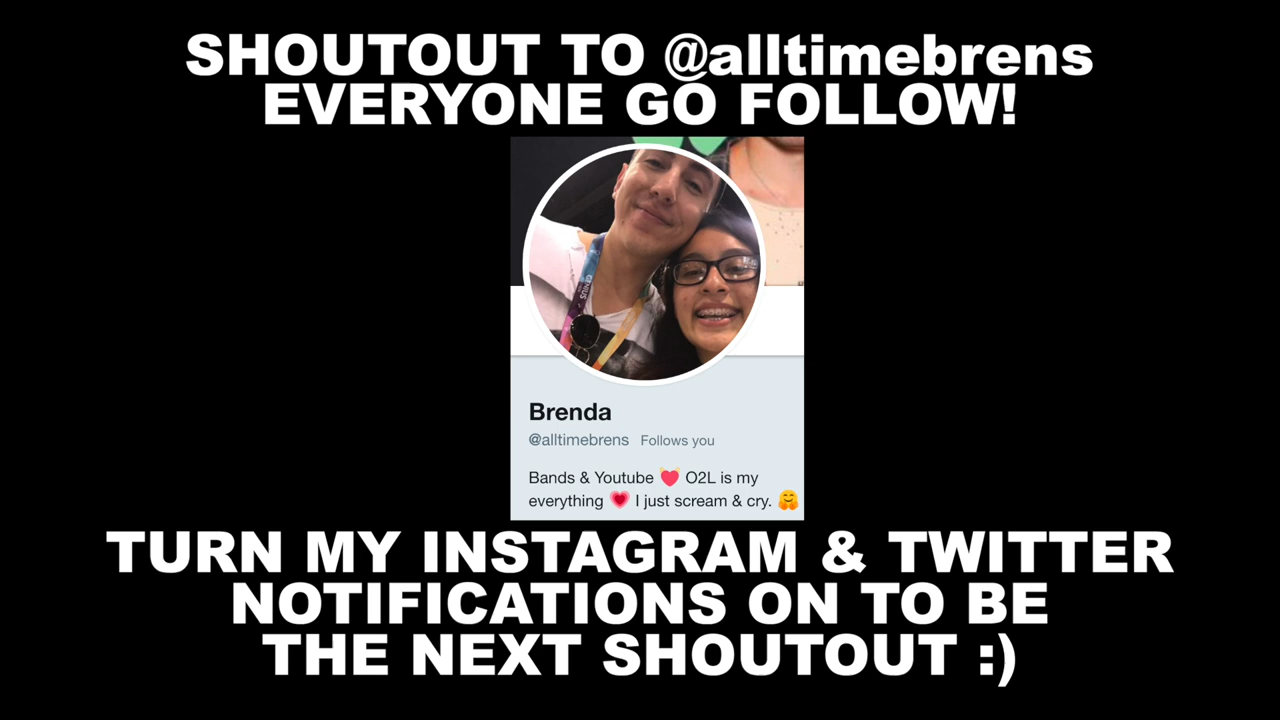 SHOUTOUT TO @alltimebrens
EVERYONE GO FOLLOW!
Brenda
@alltimebrens Follows you
Bands & Youtube 💓 O2L is my
everything 💗 I just scream & cry. 🤗
TURN MY INSTAGRAM & TWITTER
NOTIFICATIONS ON TO BE
THE NEXT SHOUTOUT :)